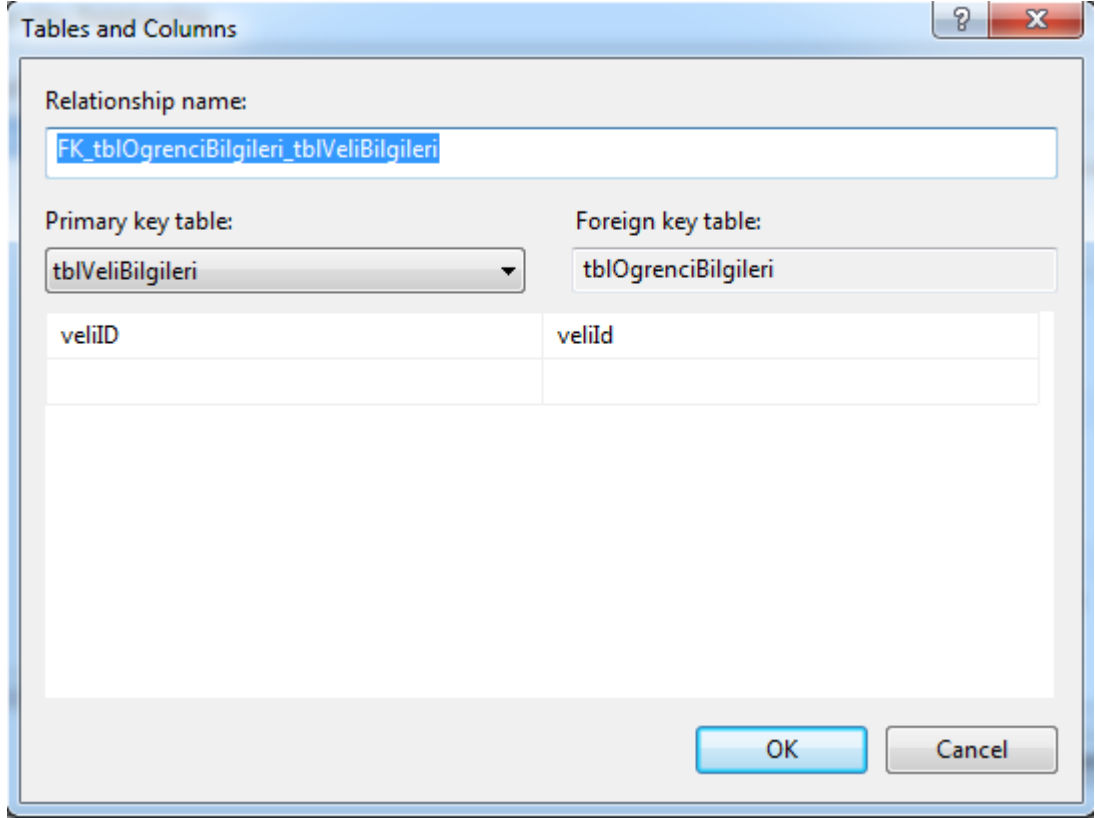 Tables and Columns
Relationship name:
FK_tblOgrenciBilgileri_tblVeliBilgileri
Primary key table:
Foreign key table:
tblVeliBilgileri
tblOgrenciBilgileri
veliID
veliId
OK
Cancel